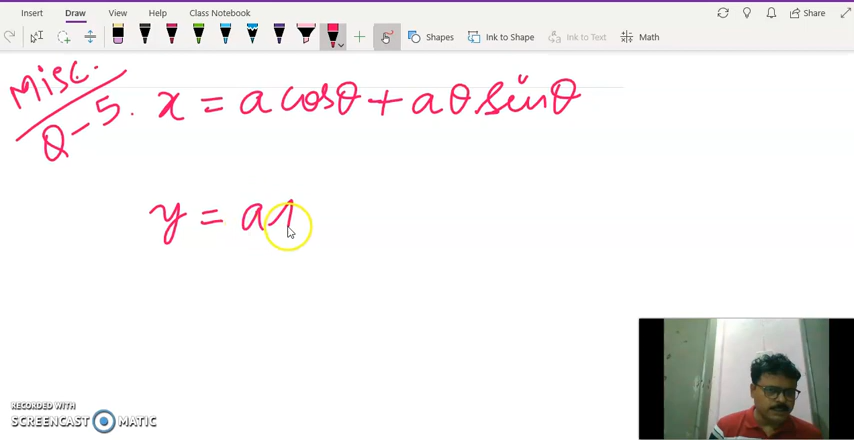 Insert Draw View Help Class Notebook Share
Shapes Ink to Shape Ink to Text Math
Misc.
Q-5. x = a cosθ + aθ sinθ
y = a
RECORDED WITH
SCREENCAST MATIC